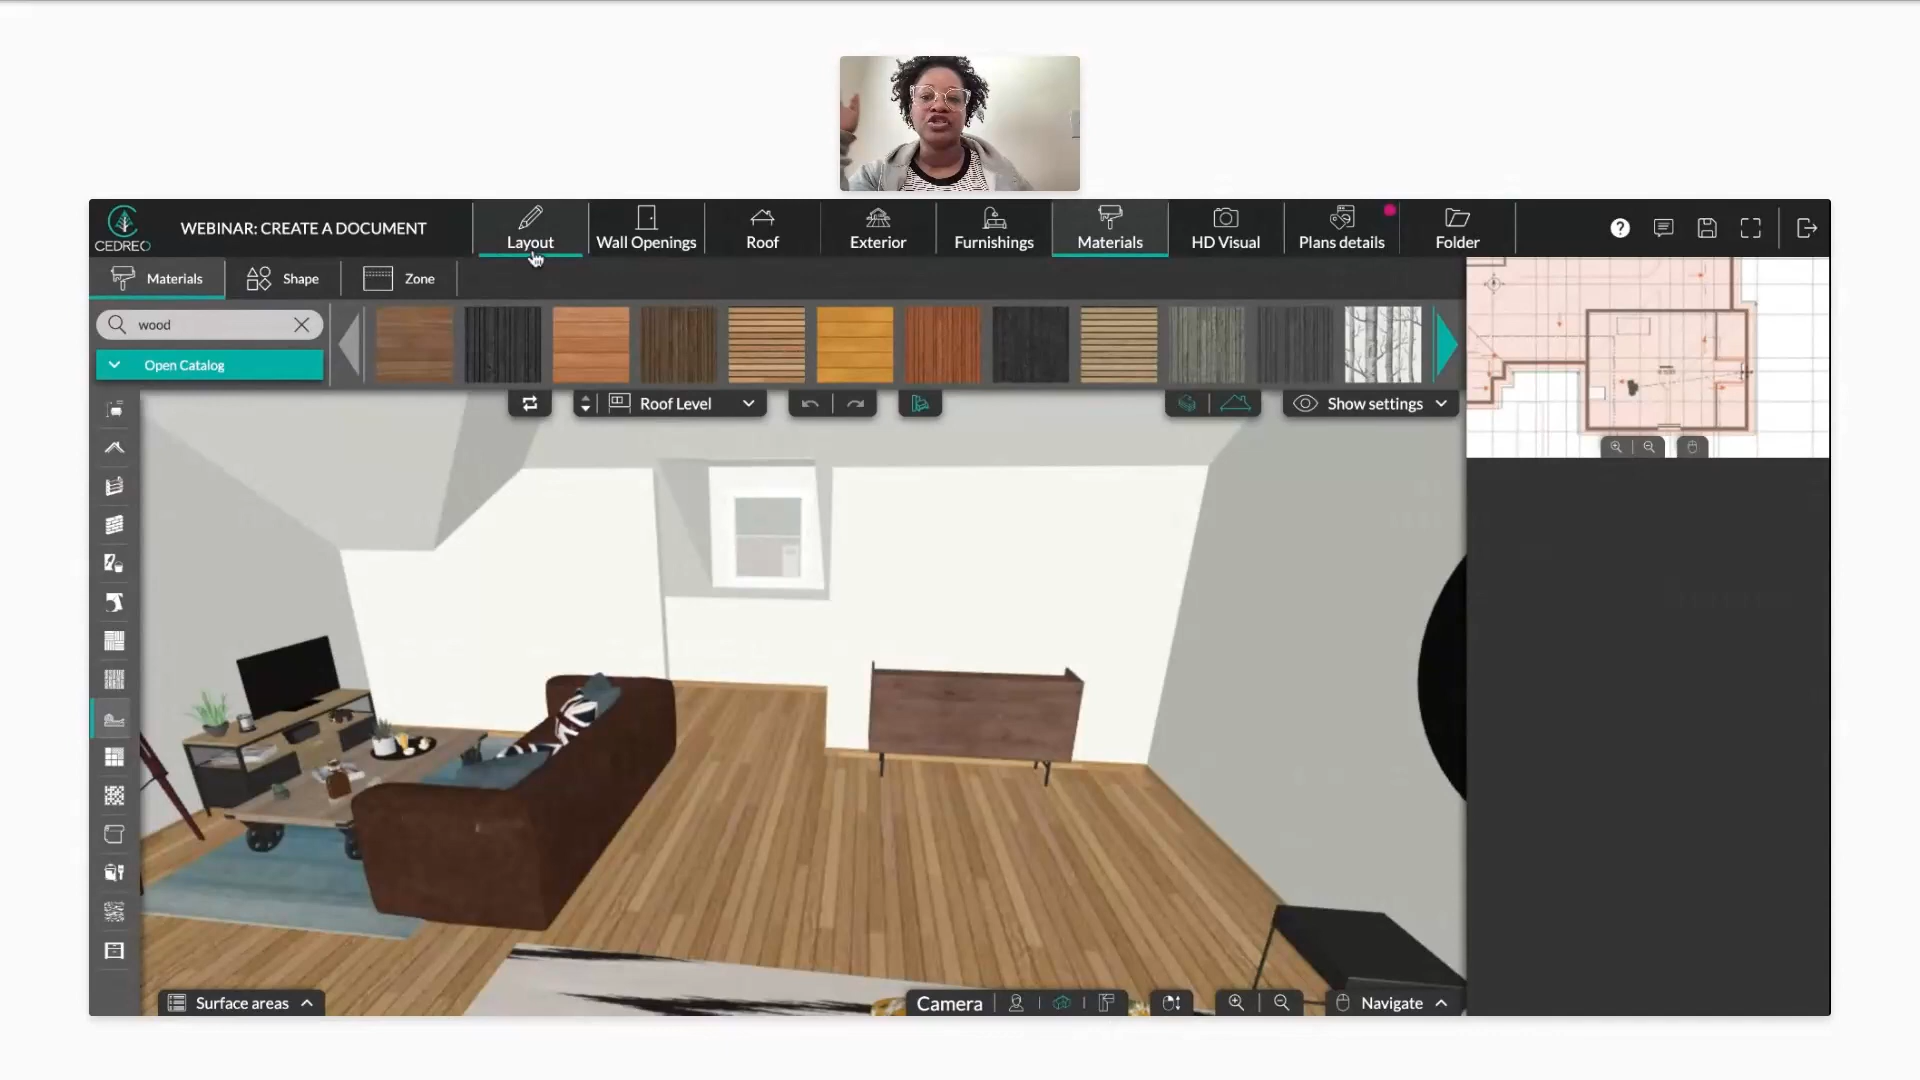 CEDREO
WEBINAR: CREATE A DOCUMENT
Layout
Wall Openings
Roof
Exterior
Furnishings
Materials
HD Visual
Plans details
Folder
Materials
Shape
Zone
wood
Open Catalog
Roof Level
Show settings
Surface areas
Camera
Navigate